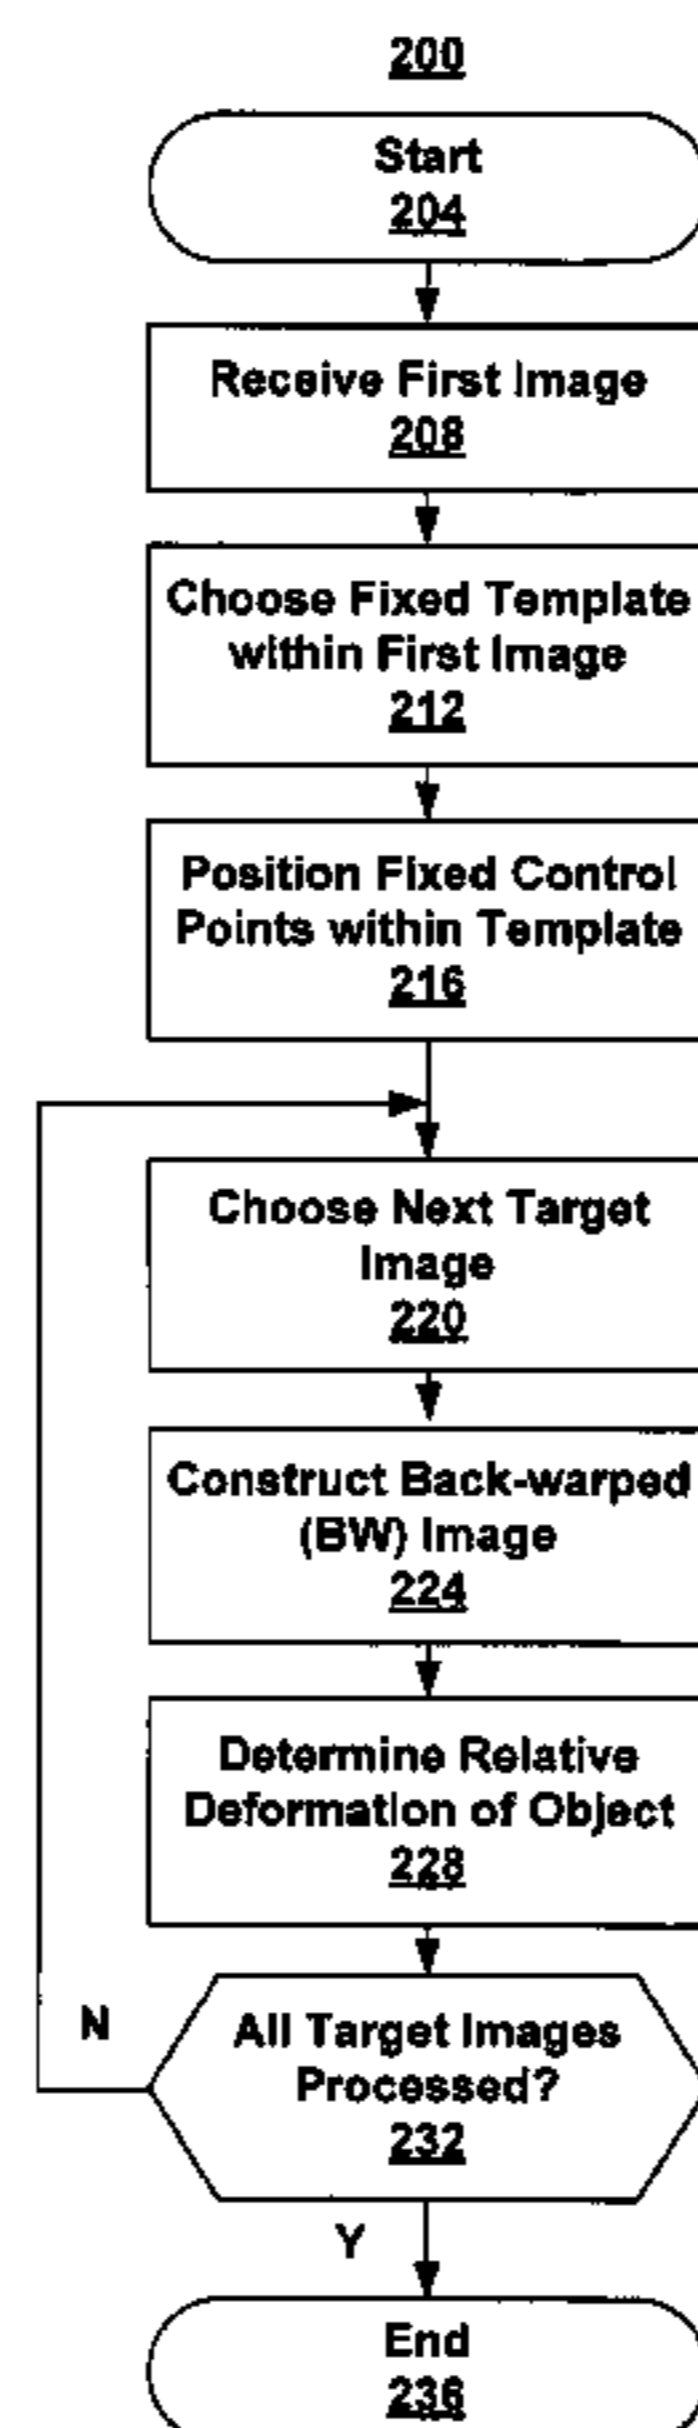 200
Start
204
Receive First Image
208
Choose Fixed Template
within First Image
212
Position Fixed Control
Points within Template
216
Choose Next Target
Image
220
Construct Back-warped
(BW) Image
224
Determine Relative
Deformation of Object
228
N
All Target Images
Processed?
232
Y
End
236